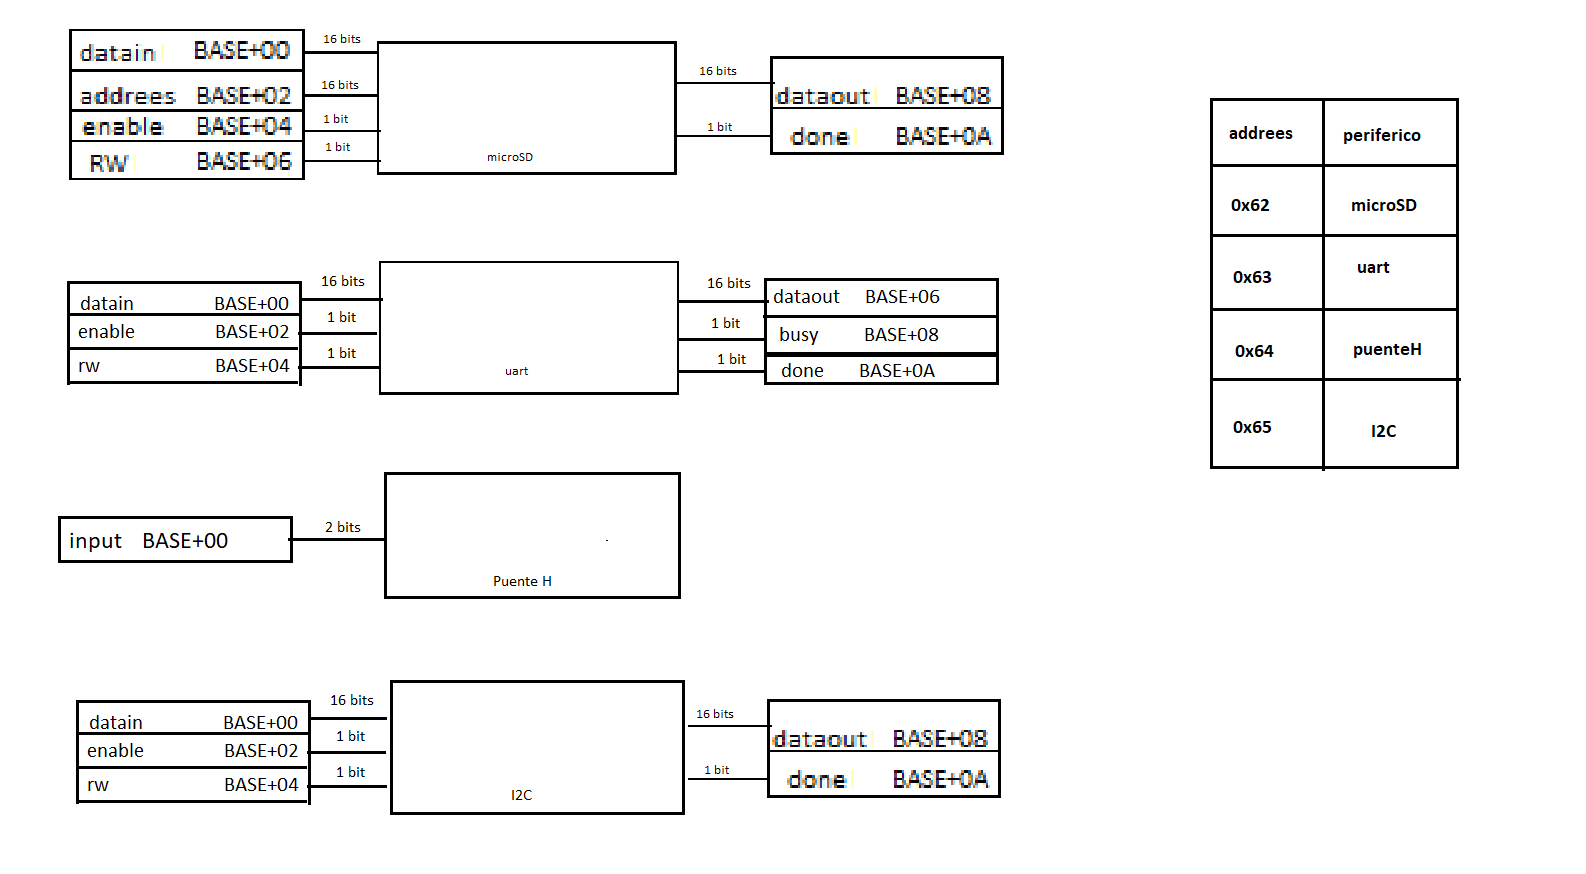 datain BASE+00
addrees BASE+02
enable BASE+04
RW BASE+06
16 bits
16 bits
1 bit
1 bit
microSD
16 bits
1 bit
dataout BASE+08
done BASE+0A
datain BASE+00
enable BASE+02
rw BASE+04
16 bits
1 bit
1 bit
uart
16 bits
1 bit
1 bit
dataout BASE+06
busy BASE+08
done BASE+0A
input BASE+00
2 bits
Puente H
datain BASE+00
enable BASE+02
rw BASE+04
16 bits
1 bit
1 bit
I2C
16 bits
1 bit
dataout BASE+08
done BASE+0A
addrees periferico
0x62 microSD
0x63 uart
0x64 puenteH
0x65 I2C